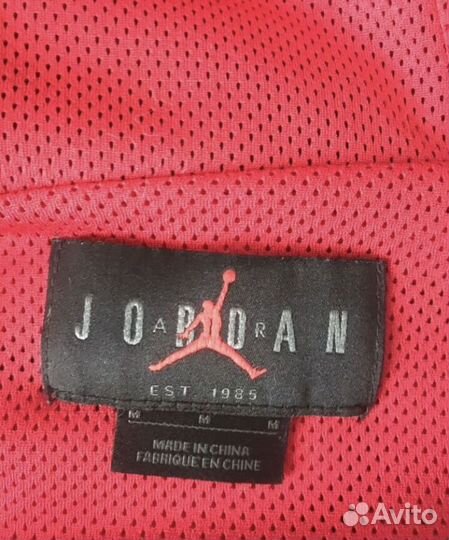 JORDAN
AIR
EST. 1985
M M M
MADE IN CHINA
FABRIQUE EN CHINE
Avito